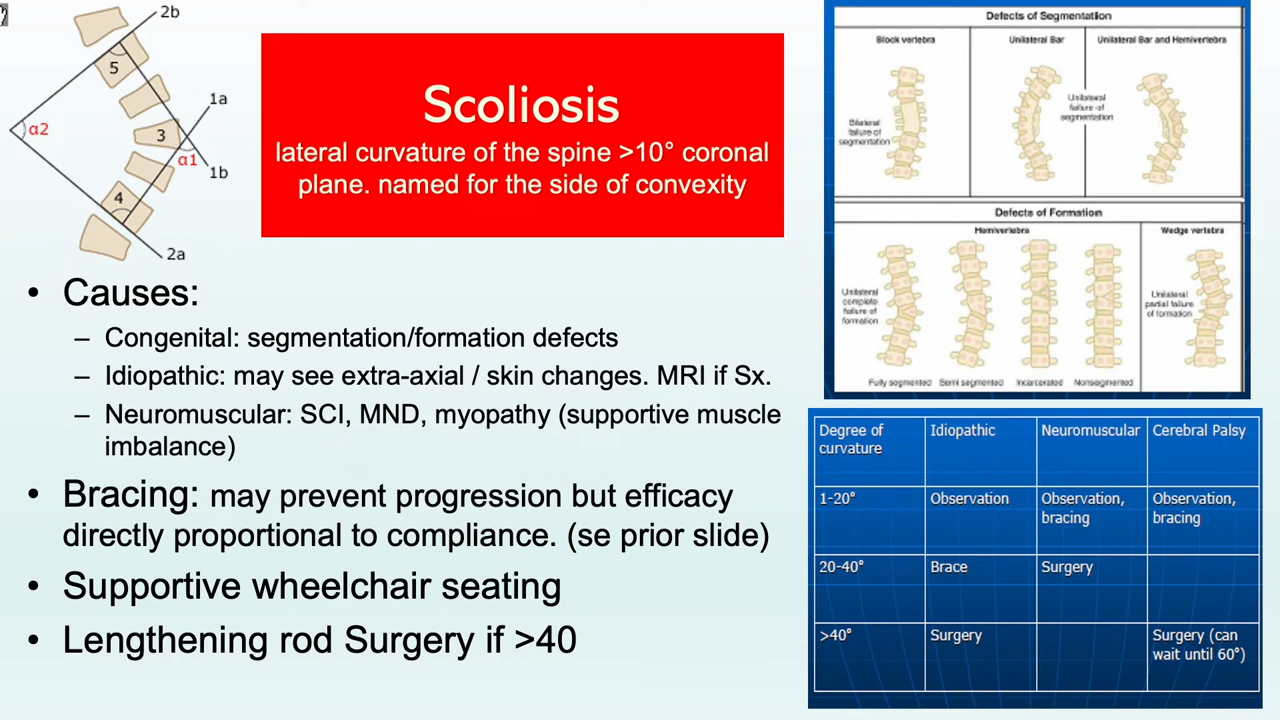 2b
5
1a
α2
3
α1
1b
4
2a
Scoliosis
lateral curvature of the spine >10° coronal
plane. named for the side of convexity
• Causes:
– Congenital: segmentation/formation defects
– Idiopathic: may see extra-axial / skin changes. MRI if Sx.
– Neuromuscular: SCI, MND, myopathy (supportive muscle
imbalance)
• Bracing: may prevent progression but efficacy
directly proportional to compliance. (se prior slide)
• Supportive wheelchair seating
• Lengthening rod Surgery if >40
Defects of Segmentation
Block vertebra
Unilateral Bar
Unilateral Bar and Hemivertebra
Bilateral
failure of
segmentation
Unilateral
failure of
segmentation
Defects of Formation
Hemivertebra
Wedge vertebra
Unilateral
complete
failure of
formation
Unilateral
partial failure
of formation
Fully segmented
Semi segmented
Incarcerated
Nonsegmented
Degree of
curvature
Idiopathic
Neuromuscular
Cerebral Palsy
1-20°
Observation
Observation,
bracing
Observation,
bracing
20-40°
Brace
Surgery
>40°
Surgery
Surgery (can
wait until 60°)